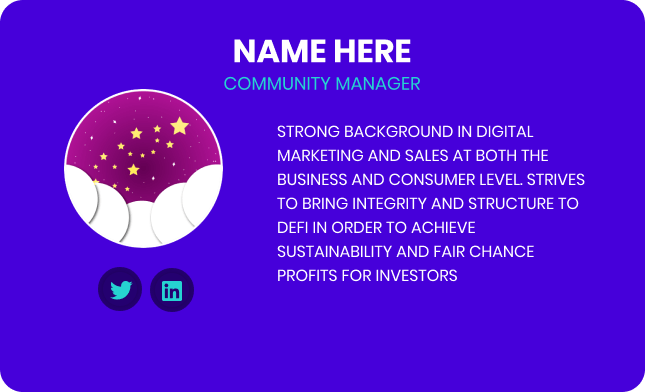 NAME HERE
COMMUNITY MANAGER
STRONG BACKGROUND IN DIGITAL
MARKETING AND SALES AT BOTH THE
BUSINESS AND CONSUMER LEVEL. STRIVES
TO BRING INTEGRITY AND STRUCTURE TO
DEFI IN ORDER TO ACHIEVE
SUSTAINABILITY AND FAIR CHANCE
PROFITS FOR INVESTORS
in